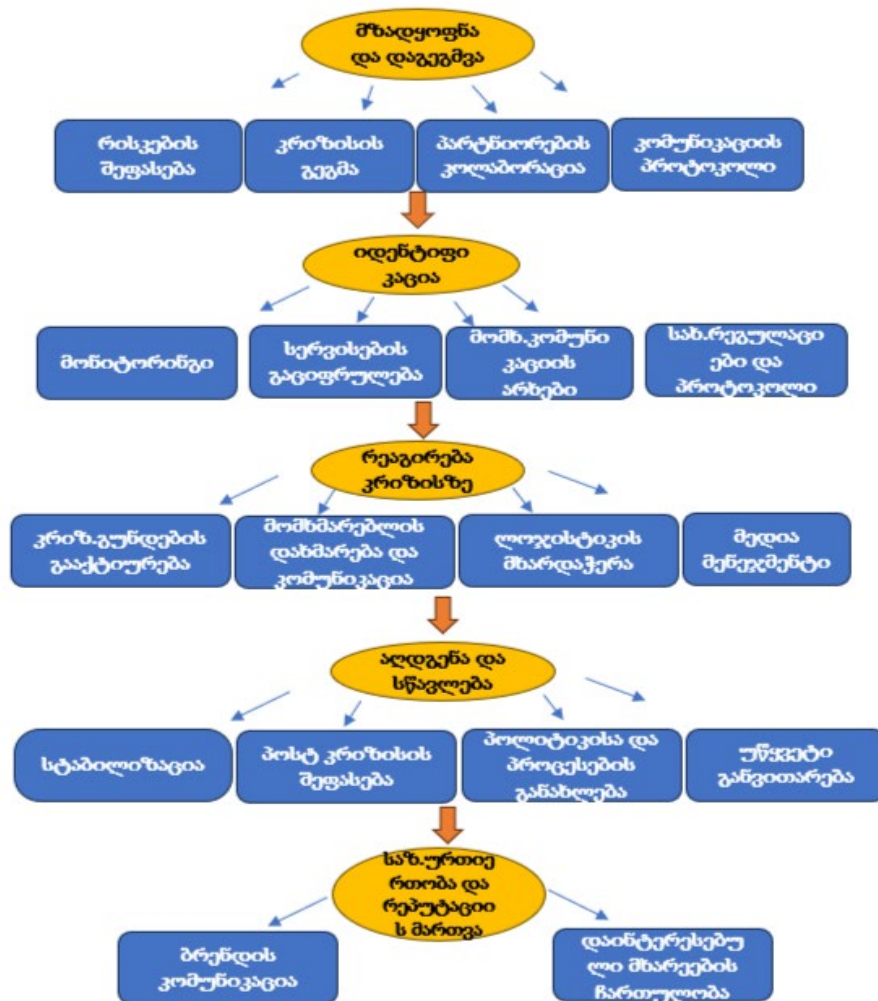 მზადყოფნა
და დაგეგმვა
რისკების
შეფასება
კრიზისის
გეგმა
პარტნიორების
კოლაბორაცია
კომუნიკაციის
პროტოკოლი
იდენტიფი
კაცია
მონიტორინგი
სერვისების
გაციფრულება
მომხ.კომუნი
კაციის
არხები
სახ.რეგულაცი
ები და
პროტოკოლი
რეაგირება
კრიზისზე
კრიზ.გუნდების
გააქტიურება
მომხმარებლის
დახმარება და
კომუნიკაცია
ლოჯისტიკის
მხარდაჭერა
მედია
მენეჯმენტი
აღდგენა და
სწავლება
სტაბილიზაცია
პოსტ კრიზისის
შეფასება
პოლიტიკისა და
პროცესების
განახლება
უწყვეტი
განვითარება
საზ.ურთიე
რთობა და
რეპუტაციი
ს მართვა
ბრენდის
კომუნიკაცია
დაინტერესებუ
ლი მხარეების
ჩართულობა